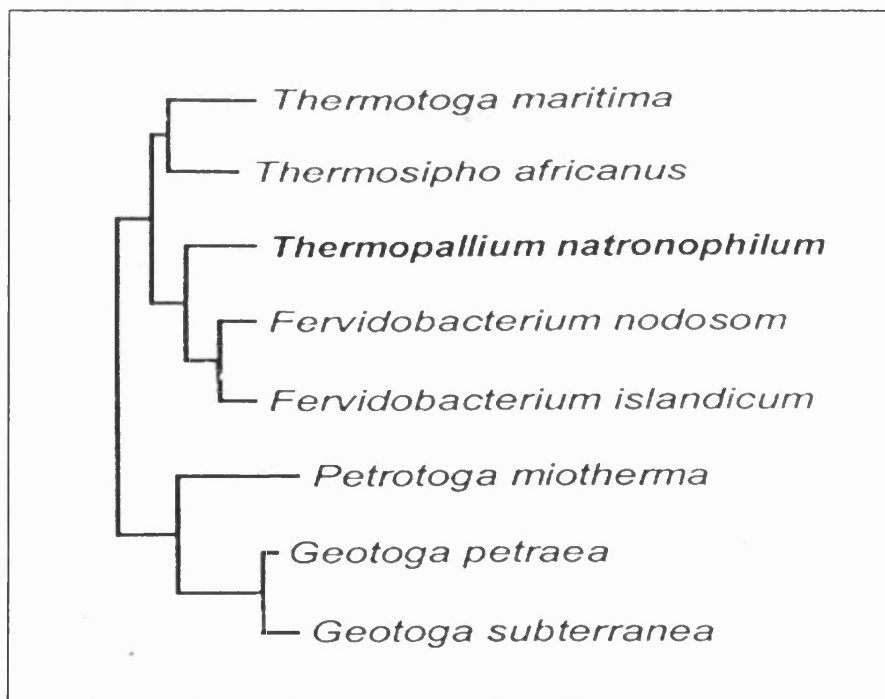 Thermotoga maritima
Thermosipho africanus
Thermopallium natronophilum
Fervidobacterium nodosom
Fervidobacterium islandicum
Petrotoga miotherma
Geotoga petraea
Geotoga subterranea